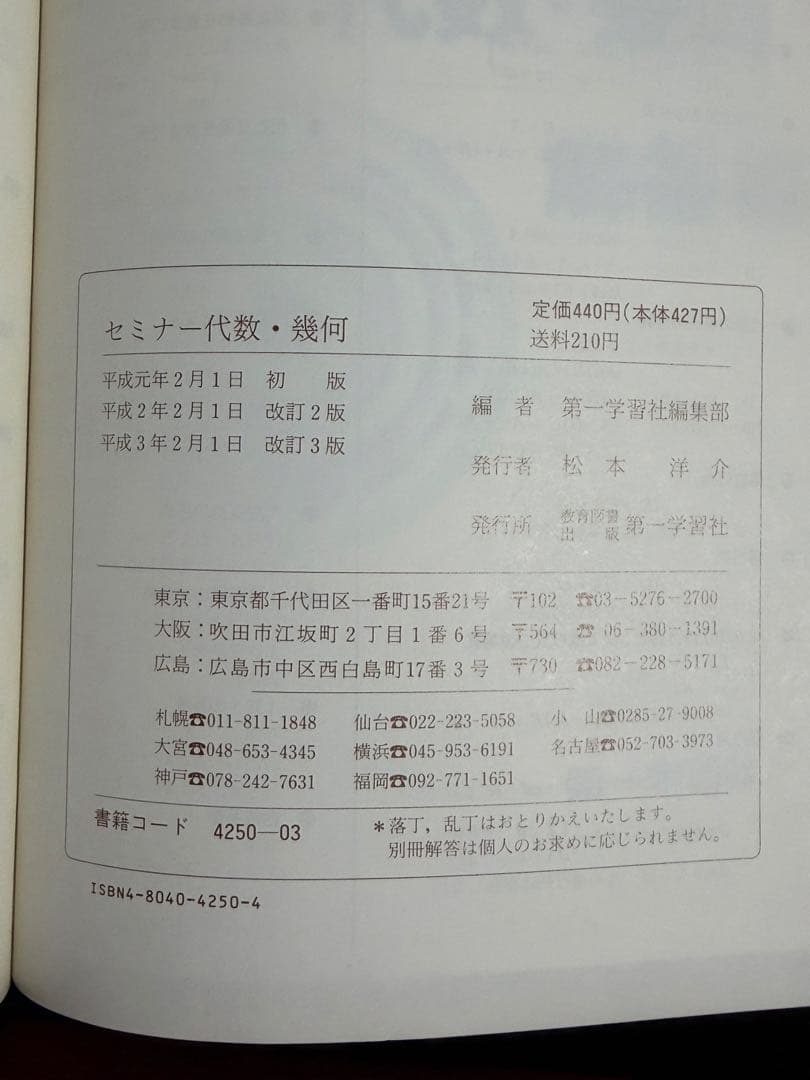 セミナー代数・幾何
定価440円(本体427円)
送料210円
平成元年2月1日 初 版
平成2年2月1日 改訂2版
平成3年2月1日 改訂3版
編 者 第一学習社編集部
発行者 松 本 洋 介
発行所 教育図書出版 第一学習社
東京:東京都千代田区一番町15番21号 〒102 ☎03-5276-2700
大阪:吹田市江坂町2丁目1番6号 〒564 ☎ 06-380-1391
広島:広島市中区西白島町17番3号 〒730 ☎082-228-5171
札幌☎011-811-1848 仙台☎022-223-5058 小 山☎0285-27-9008
大宮☎048-653-4345 横浜☎045-953-6191 名古屋☎052-703-3973
神戸☎078-242-7631 福岡☎092-771-1651
書籍コード 4250—03
*落丁,乱丁はおとりかえいたします。
別冊解答は個人のお求めに応じられません。
ISBN4-8040-4250-4